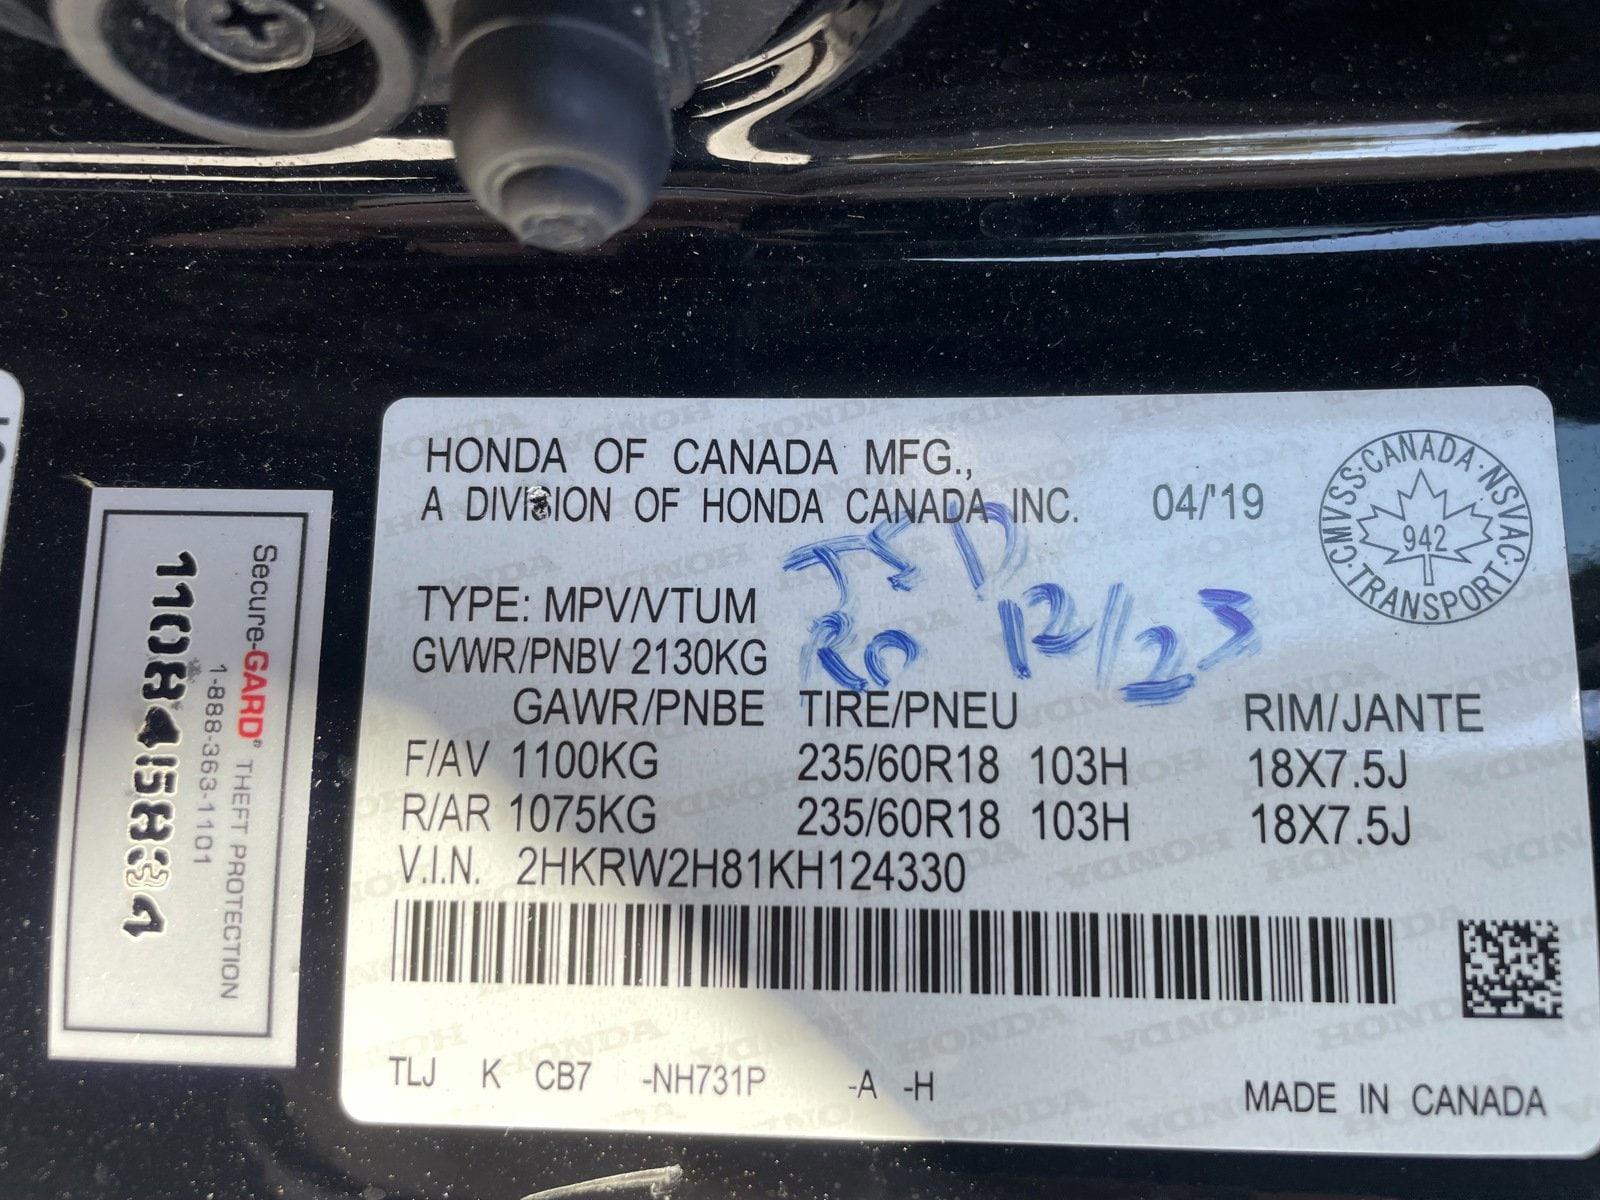 HONDA OF CANADA MFG.,
A DIVISION OF HONDA CANADA INC. 04/'19
CMVSS·CANADA·NSVAC·TRANSPORT·
942
TYPE: MPV/VTUM
GVWR/PNBV 2130KG
12/23
GAWR/PNBE TIRE/PNEU RIM/JANTE
F/AV 1100KG 235/60R18 103H 18X7.5J
R/AR 1075KG 235/60R18 103H 18X7.5J
V.I.N. 2HKRW2H81KH124330
TLJ K CB7 -NH731P -A -H
MADE IN CANADA
Secure-GARD® THEFT PROTECTION
1-888-363-1101
110845834